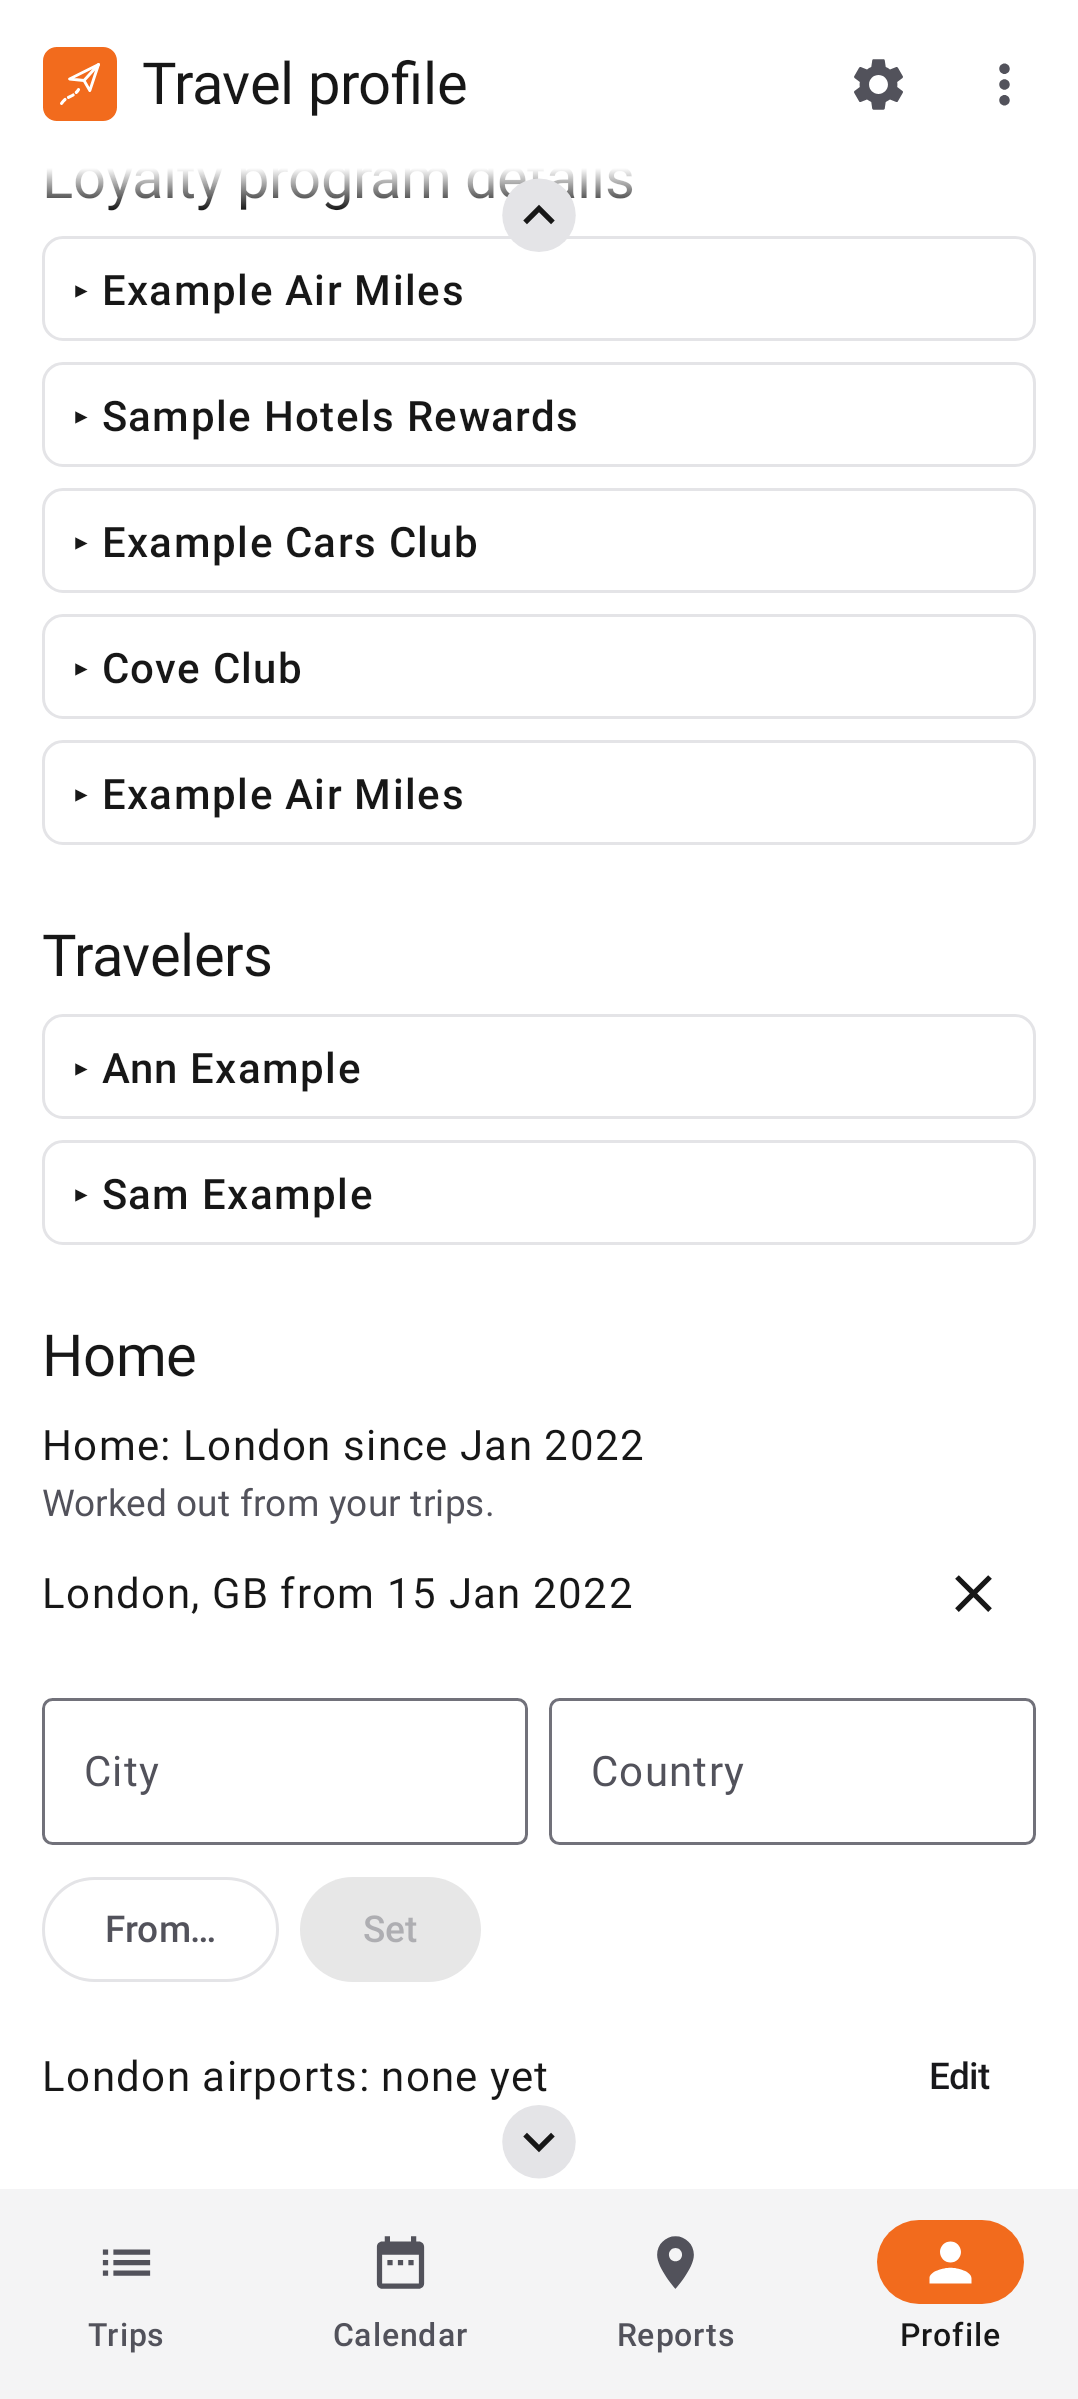 Travel profile
Loyalty program details
Example Air Miles
Sample Hotels Rewards
Example Cars Club
Cove Club
Example Air Miles
Travelers
Ann Example
Sam Example
Home
Home: London since Jan 2022
Worked out from your trips.
London, GB from 15 Jan 2022
City Country
From... Set
London airports: none yet Edit
Trips Calendar Reports Profile